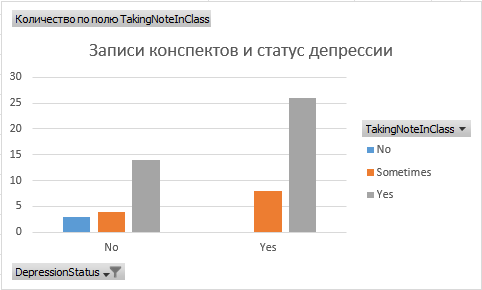 Количество по полю TakingNoteInClass
Записи конспектов и статус депрессии
30
25
20
15
10
5
0
No
Yes
TakingNoteInClass
No
Sometimes
Yes
DepressionStatus